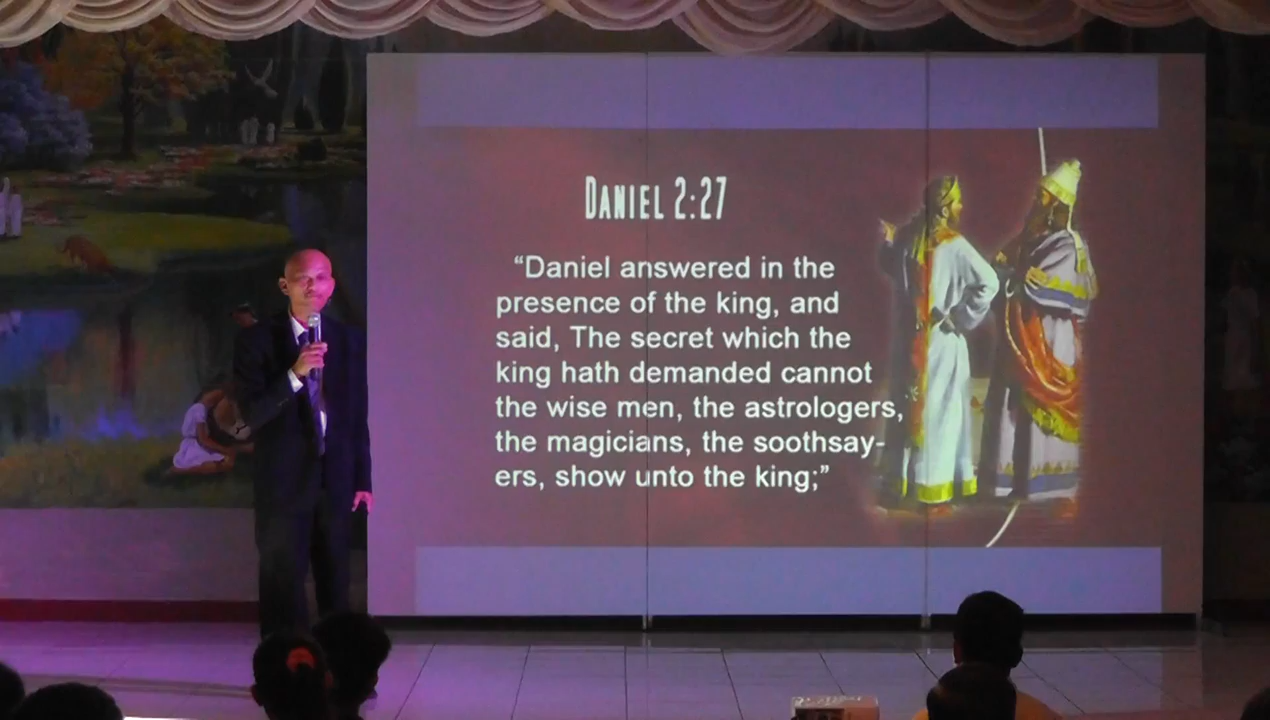 DANIEL 2:27
“Daniel answered in the
presence of the king, and
said, The secret which the
king hath demanded cannot
the wise men, the astrologers,
the magicians, the soothsay-
ers, show unto the king;”